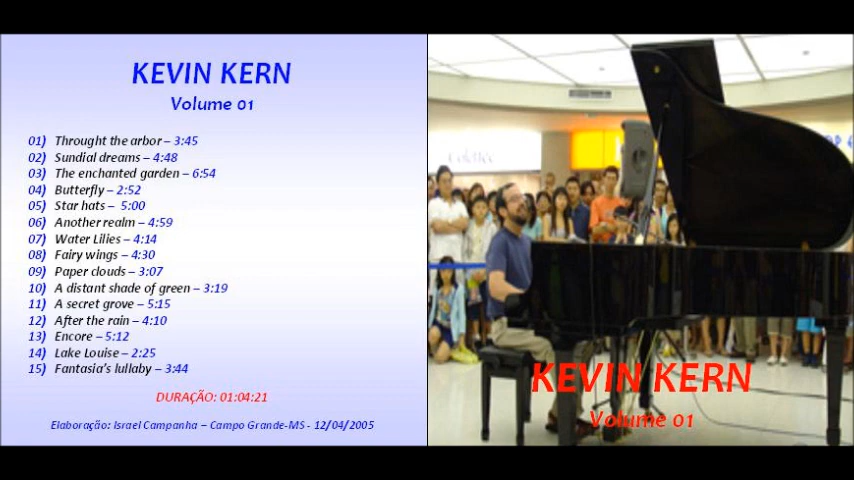 KEVIN KERN
Volume 01
01) Throught the arbor – 3:45
02) Sundial dreams – 4:48
03) The enchanted garden – 6:54
04) Butterfly – 2:52
05) Star hats – 5:00
06) Another realm – 4:59
07) Water Lilies – 4:14
08) Fairy wings – 4:30
09) Paper clouds – 3:07
10) A distant shade of green – 3:19
11) A secret grove – 5:15
12) After the rain – 4:10
13) Encore – 5:12
14) Lake Louise – 2:25
15) Fantasia's lullaby – 3:44
DURAÇÃO: 01:04:21
Elaboração: Israel Campanha – Campo Grande-MS - 12/04/2005
Colette
KEVIN KERN
Volume 01